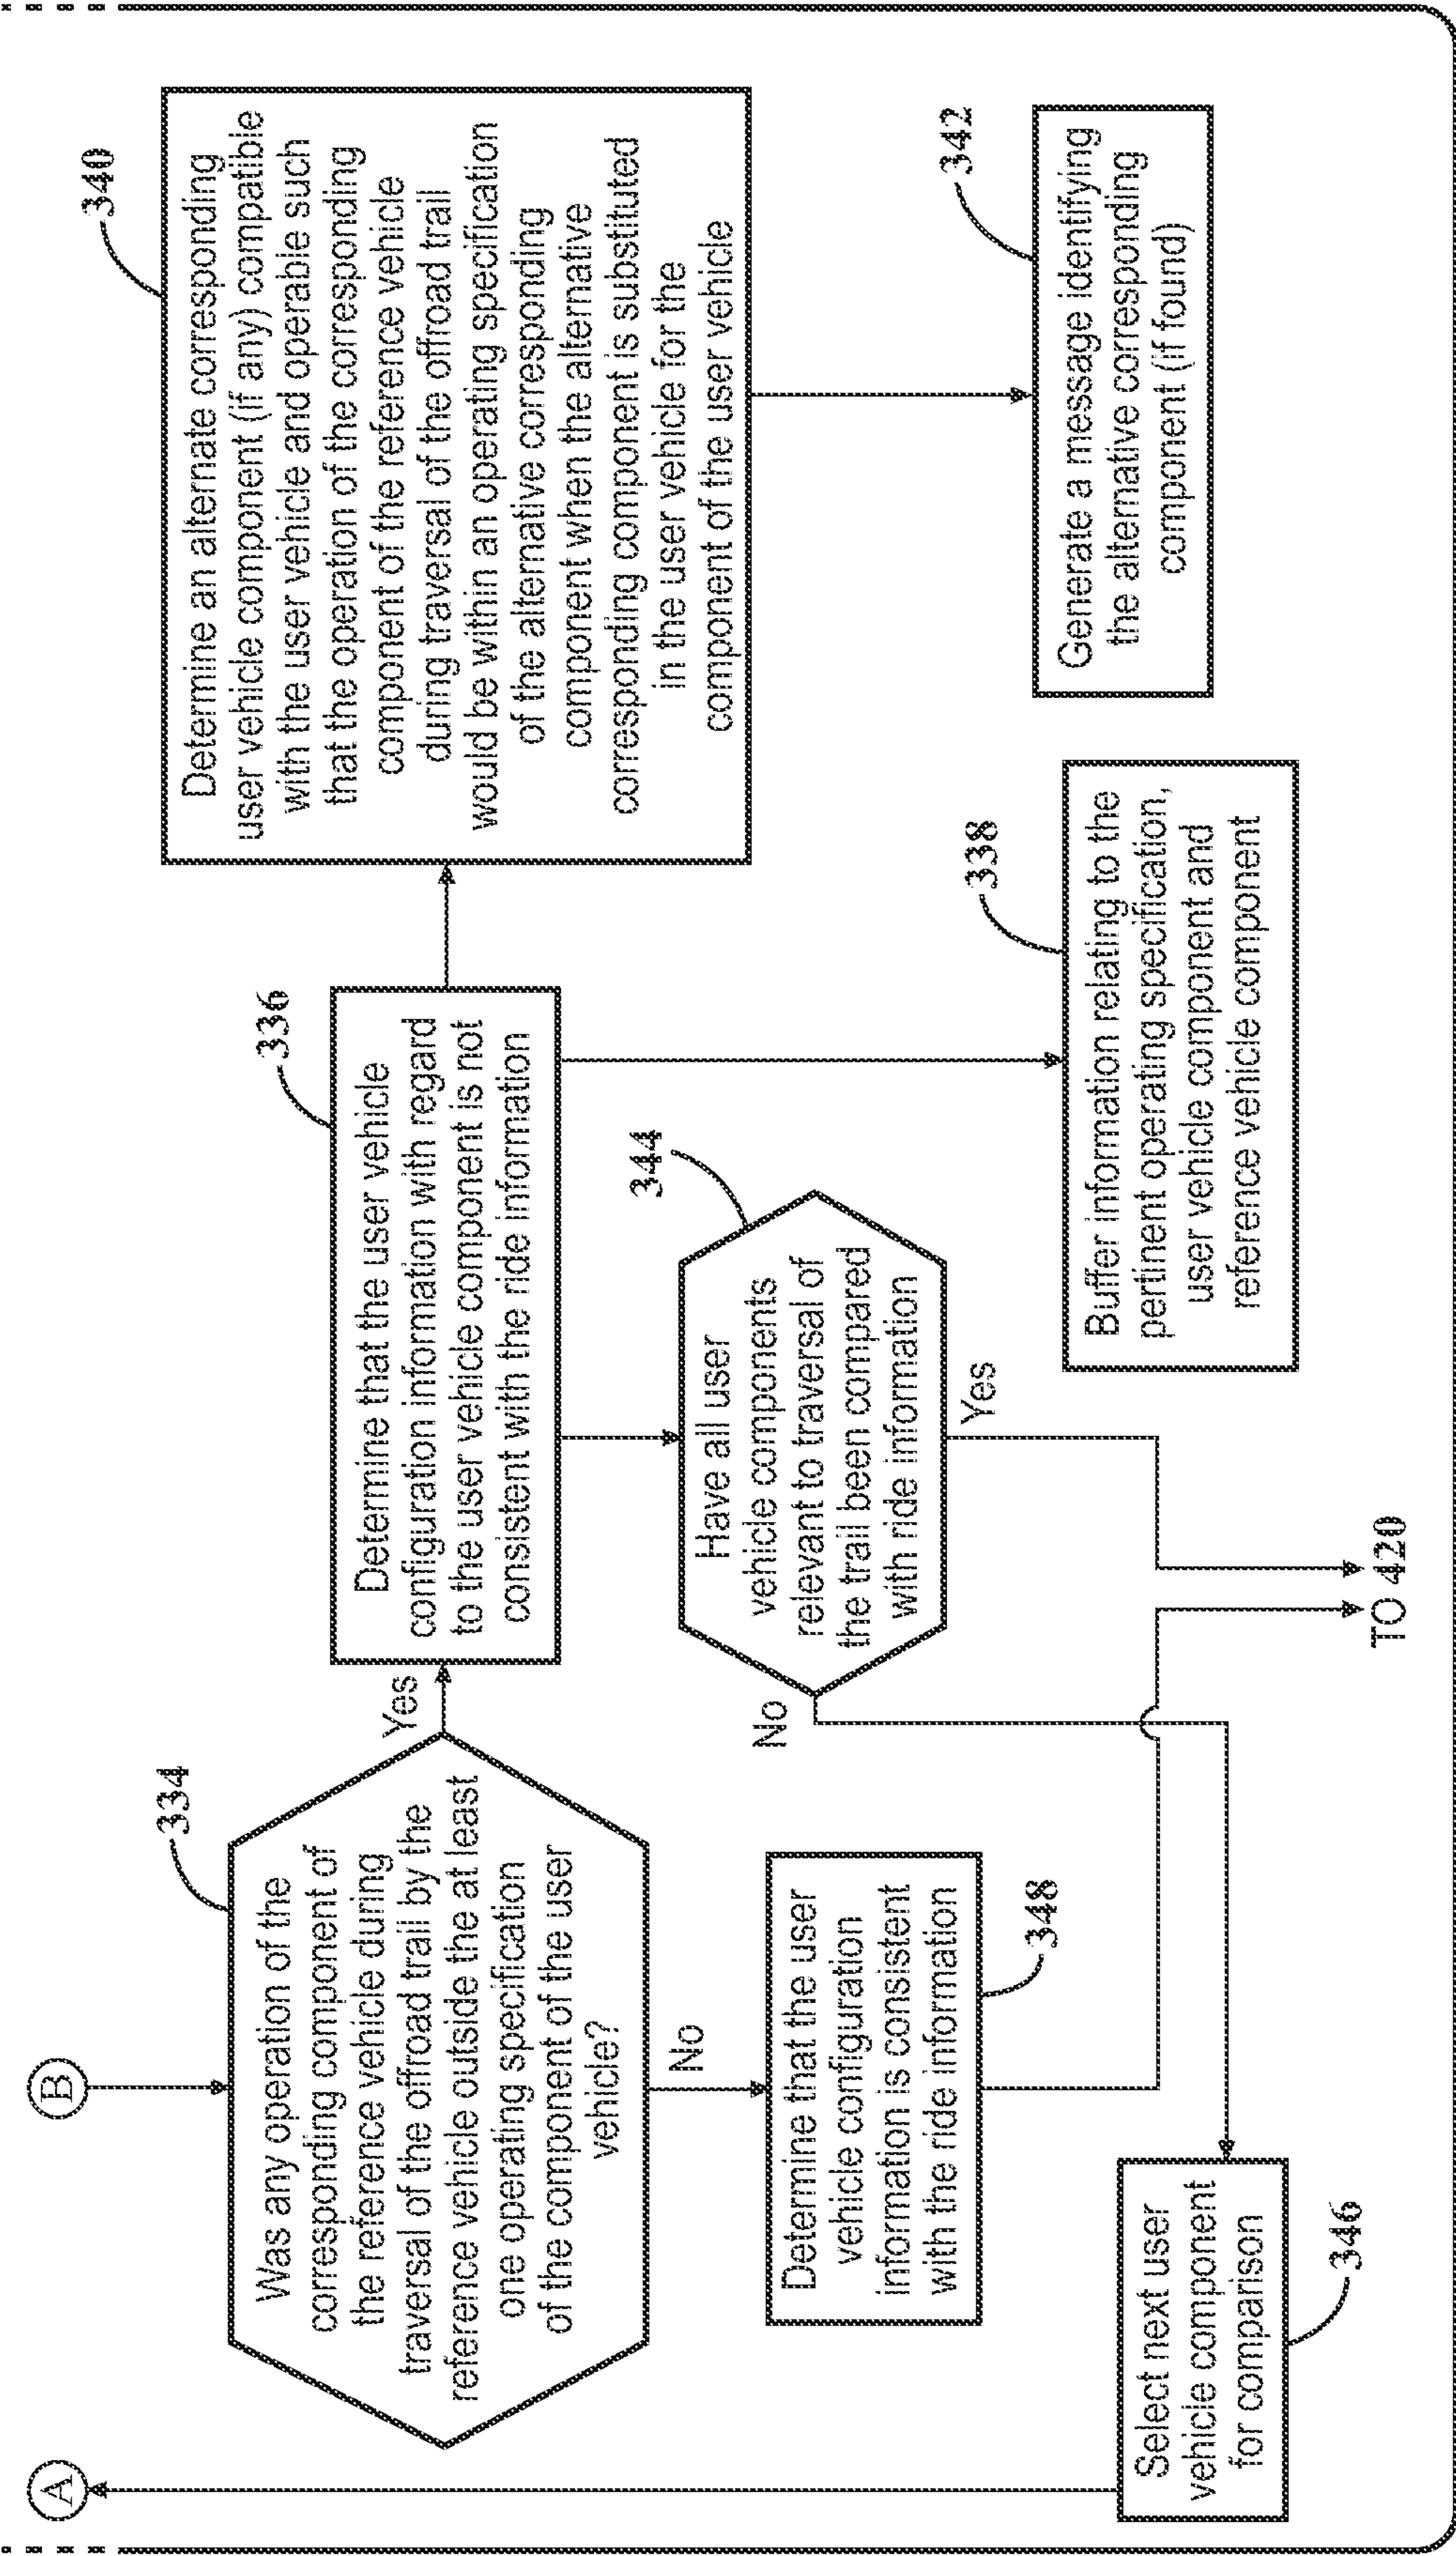 A
B
334
Was any operation of the
corresponding component of
the reference vehicle during
traversal of the offroad trail by the
reference vehicle outside the at least
one operating specification
of the component of the user
vehicle?
Yes
No
336
Determine that the user vehicle
configuration information with regard
to the user vehicle component is not
consistent with the ride information
340
Determine an alternate corresponding
user vehicle component (if any) compatible
with the user vehicle and operable such
that the operation of the corresponding
component of the reference vehicle
during traversal of the offroad trail
would be within an operating specification
of the alternative corresponding
component when the alternative
corresponding component is substituted
in the user vehicle for the
component of the user vehicle
344
Have all user
vehicle components
relevant to traversal of
the trail been compared
with ride information
No
Yes
348
Determine that the user
vehicle configuration
information is consistent
with the ride information
338
Buffer information relating to the
pertinent operating specification,
user vehicle component and
reference vehicle component
342
Generate a message identifying
the alternative corresponding
component (if found)
346
Select next user
vehicle component
for comparison
TO 420